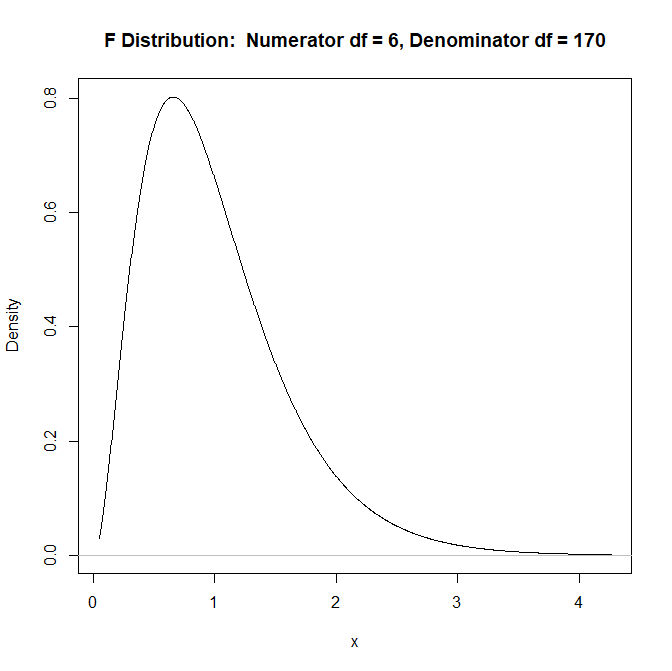 F Distribution:  Numerator df = 6, Denominator df = 170
0.8
0.6
0.4
0.2
0.0
Density
0 1 2 3 4
x